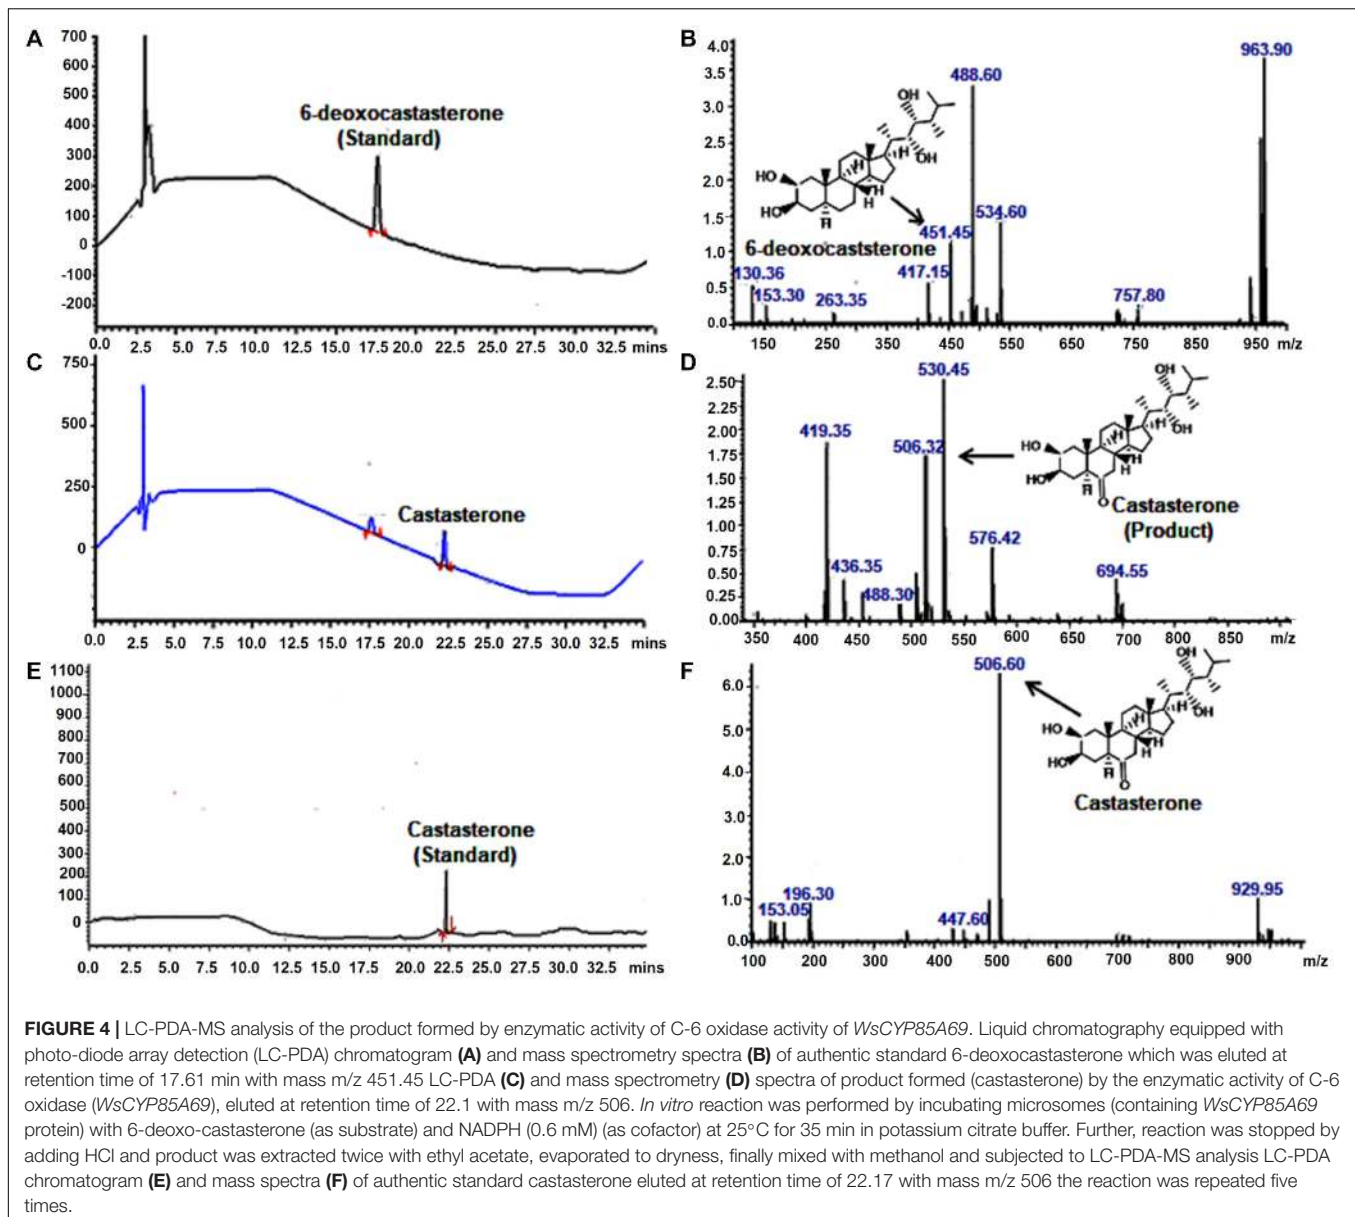 A
700
600
500
400
300
200
100
0
-100
-200
6-deoxocastasterone
(Standard)
0.0 2.5 5.0 7.5 10.0 12.5 15.0 17.5 20.0 22.5 25.0 27.5 30.0 32.5 mins
B
4.0
3.5
3.0
2.5
2.0
1.5
1.0
0.5
0.0
963.90
488.60
534.60
451.45
417.15
130.36
153.30
263.35
757.80
OH
OH
HO
HO
H
H
H
H
H
6-deoxocaststerone
150 250 350 450 550 650 750 850 950 m/z
C
750
500
250
0
Castasterone
0.0 2.5 5.0 7.5 10.0 12.5 15.0 17.5 20.0 22.5 25.0 27.5 30.0 32.5 mins
D
2.50
2.25
2.00
1.75
1.50
1.25
1.00
0.75
0.50
0.25
0.00
530.45
419.35
506.32
576.42
436.35
488.30
694.55
OH
OH
HO
HO
H
H
H
H
H
O
Castasterone
(Product)
350 400 450 500 550 600 650 700 750 800 850 m/z
E
1100
1000
900
800
700
600
500
400
300
200
100
0
Castasterone
(Standard)
0.0 2.5 5.0 7.5 10.0 12.5 15.0 17.5 20.0 22.5 25.0 27.5 30.0 32.5 mins
F
6.0
5.0
4.0
3.0
2.0
1.0
0.0
506.60
196.30
153.05
447.60
929.95
OH
OH
HO
HO
H
H
H
H
H
O
Castasterone
100 200 300 400 500 600 700 800 900 m/z
FIGURE 4 | LC-PDA-MS analysis of the product formed by enzymatic activity of C-6 oxidase activity of WsCYP85A69. Liquid chromatography equipped with
photo-diode array detection (LC-PDA) chromatogram (A) and mass spectrometry spectra (B) of authentic standard 6-deoxocastasterone which was eluted at
retention time of 17.61 min with mass m/z 451.45 LC-PDA (C) and mass spectrometry (D) spectra of product formed (castasterone) by the enzymatic activity of C-6
oxidase (WsCYP85A69), eluted at retention time of 22.1 with mass m/z 506. In vitro reaction was performed by incubating microsomes (containing WsCYP85A69
protein) with 6-deoxo-castasterone (as substrate) and NADPH (0.6 mM) (as cofactor) at 25°C for 35 min in potassium citrate buffer. Further, reaction was stopped by
adding HCl and product was extracted twice with ethyl acetate, evaporated to dryness, finally mixed with methanol and subjected to LC-PDA-MS analysis LC-PDA
chromatogram (E) and mass spectra (F) of authentic standard castasterone eluted at retention time of 22.17 with mass m/z 506 the reaction was repeated five
times.